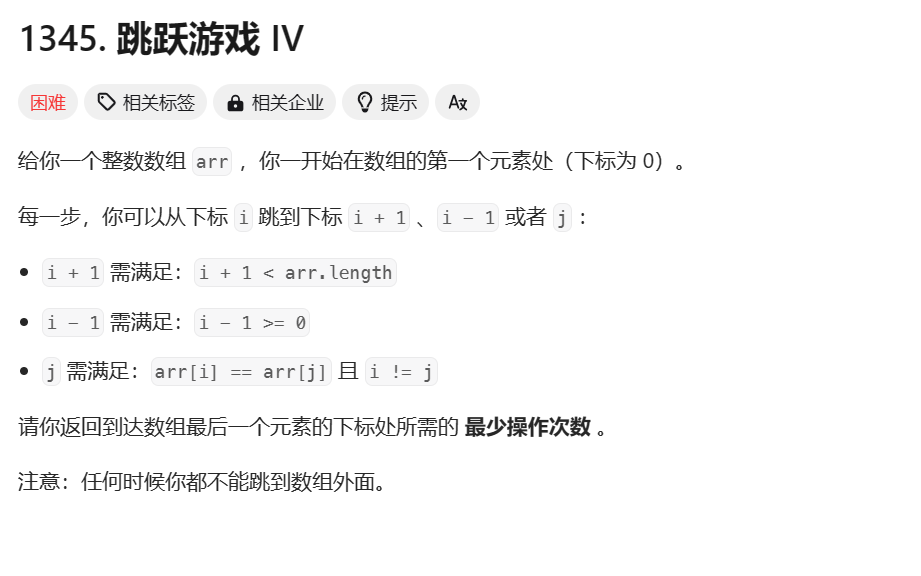 1345. 跳跃游戏 IV
困难 相关标签 相关企业 提示 A文
给你一个整数数组 arr ，你一开始在数组的第一个元素处（下标为 0）。
每一步，你可以从下标 i 跳到下标 i + 1 、i - 1 或者 j ：
• i + 1 需满足：i + 1 < arr.length
• i - 1 需满足：i - 1 >= 0
• j 需满足：arr[i] == arr[j] 且 i != j
请你返回到达数组最后一个元素的下标处所需的 最少操作次数 。
注意：任何时候你都不能跳到数组外面。